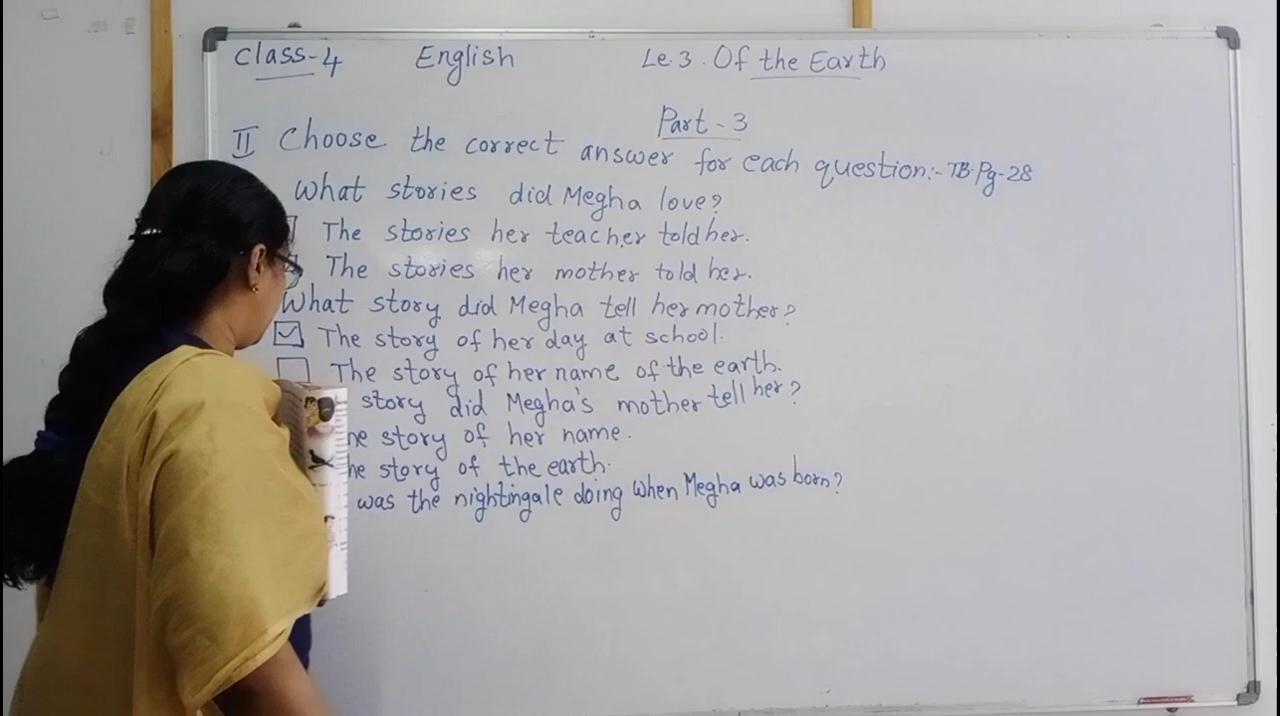 class-4 English Le.3. Of the Earth
Part-3
II Choose the correct answer for each question:- TB.Pg-28
What stories did Megha love?
The stories her teacher told her.
The stories her mother told her.
What story did Megha tell her mother?
The story of her day at school.
The story of her name of the earth.
story did Megha's mother tell her?
he story of her name.
he story of the earth.
was the nightingale doing when Megha was born?